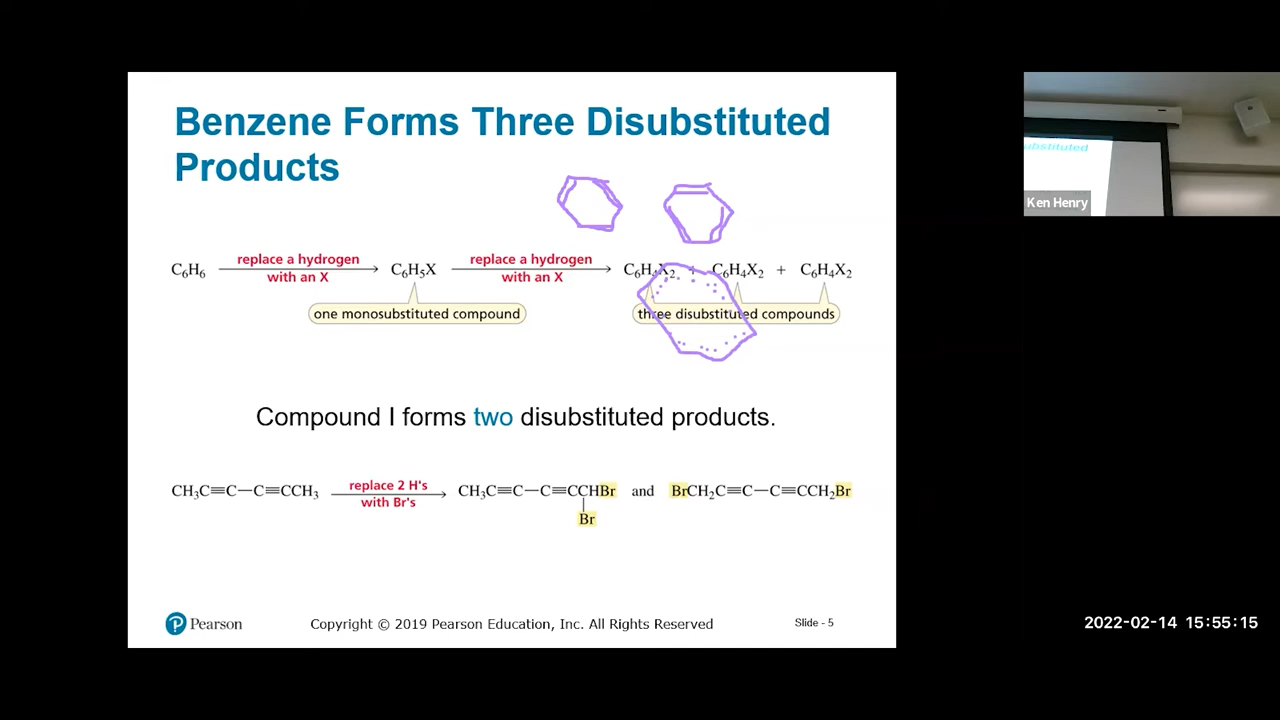 Benzene Forms Three Disubstituted
Products
ubstituted
Ken Henry
C₆H₆ replace a hydrogen with an X C₆H₅X replace a hydrogen with an X C₆H₄X₂ + C₆H₄X₂ + C₆H₄X₂
one monosubstituted compound three disubstituted compounds
Compound I forms two disubstituted products.
CH₃C≡C—C≡CCH₃ replace 2 H's with Br's CH₃C≡C—C≡CCHBr and BrCH₂C≡C—C≡CCH₂Br
Br
Pearson Copyright © 2019 Pearson Education, Inc. All Rights Reserved Slide - 5
2022-02-14 15:55:15